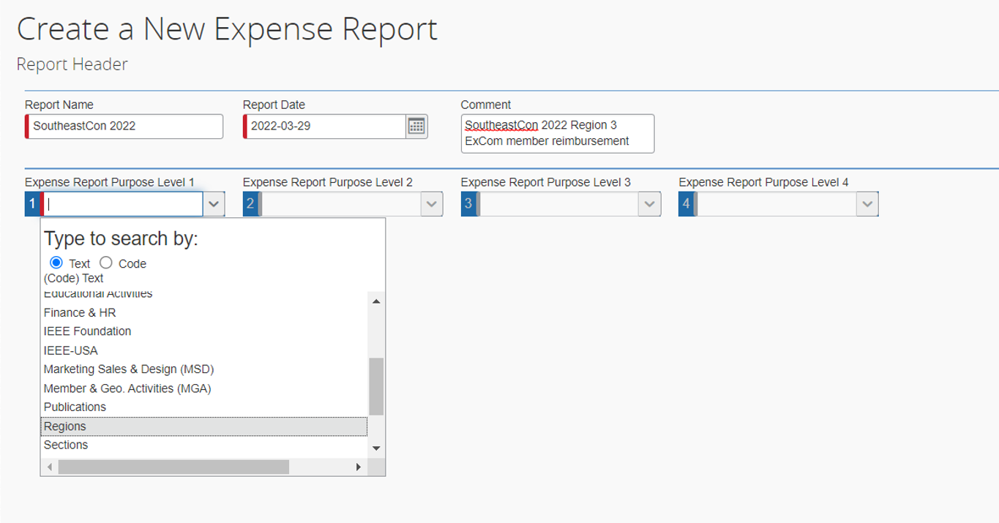 Create a New Expense Report
Report Header
Report Name
Report Date
Comment
SoutheastCon 2022
2022-03-29
SoutheastCon 2022 Region 3
ExCom member reimbursement
Expense Report Purpose Level 1
Expense Report Purpose Level 2
Expense Report Purpose Level 3
Expense Report Purpose Level 4
1
2
3
4
Type to search by:
Text Code
(Code) Text
Educational Activities
Finance & HR
IEEE Foundation
IEEE-USA
Marketing Sales & Design (MSD)
Member & Geo. Activities (MGA)
Publications
Regions
Sections